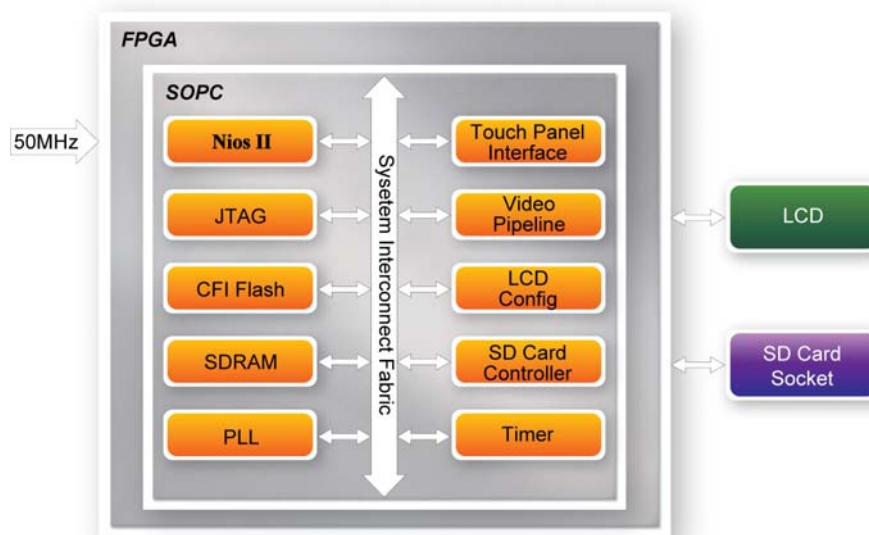 FPGA
SOPC
50MHz
Nios II
JTAG
CFI Flash
SDRAM
PLL
Sysetem Interconnect Fabric
Touch Panel
Interface
Video
Pipeline
LCD
Config
SD Card
Controller
Timer
LCD
SD Card
Socket